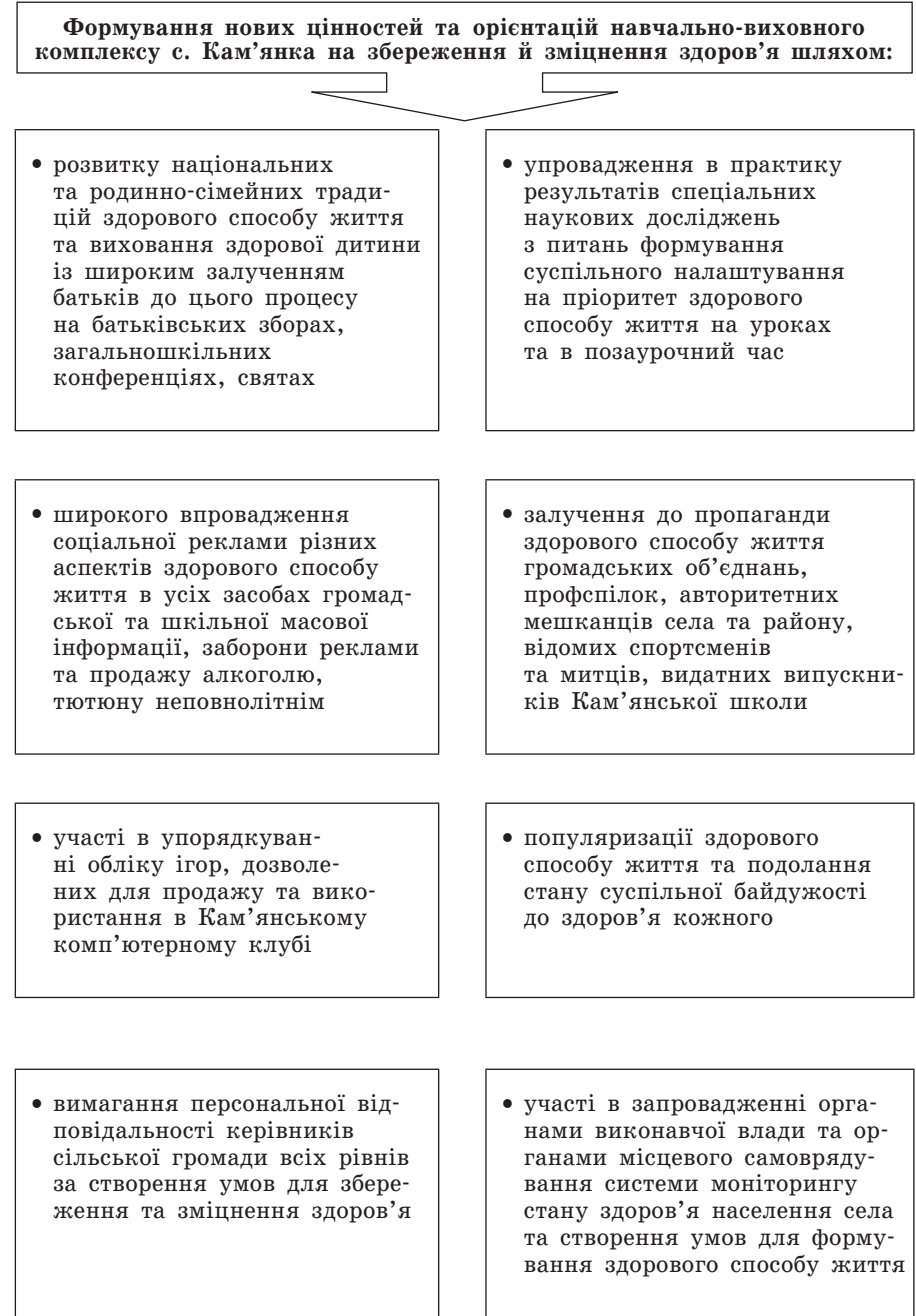 Формування нових цінностей та орієнтацій навчально-виховного
комплексу с. Кам’янка на збереження й зміцнення здоров’я шляхом:
• розвитку національних
та родинно-сімейних тради-
цій здорового способу життя
та виховання здорової дитини
із широким залученням
батьків до цього процесу
на батьківських зборах,
загальношкільних
конференціях, святах
• упровадження в практику
результатів спеціальних
наукових досліджень
з питань формування
суспільного налаштування
на пріоритет здорового
способу життя на уроках
та в позаурочний час
• широкого впровадження
соціальної реклами різних
аспектів здорового способу
життя в усіх засобах громад-
ської та шкільної масової
інформації, заборони реклами
та продажу алкоголю,
тютюну неповнолітнім
• залучення до пропаганди
здорового способу життя
громадських об’єднань,
профспілок, авторитетних
мешканців села та району,
відомих спортсменів
та митців, видатних випускни-
ків Кам’янської школи
• участі в упорядкуван-
ні обліку ігор, дозволе-
них для продажу та вико-
ристання в Кам’янському
комп’ютерному клубі
• популяризації здорового
способу життя та подолання
стану суспільної байдужості
до здоров’я кожного
• вимагання персональної від-
повідальності керівників
сільської громади всіх рівнів
за створення умов для збере-
ження та зміцнення здоров’я
• участі в запровадженні орга-
нами виконавчої влади та ор-
ганами місцевого самовряду-
вання системи моніторингу
стану здоров’я населення села
та створення умов для форму-
вання здорового способу життя